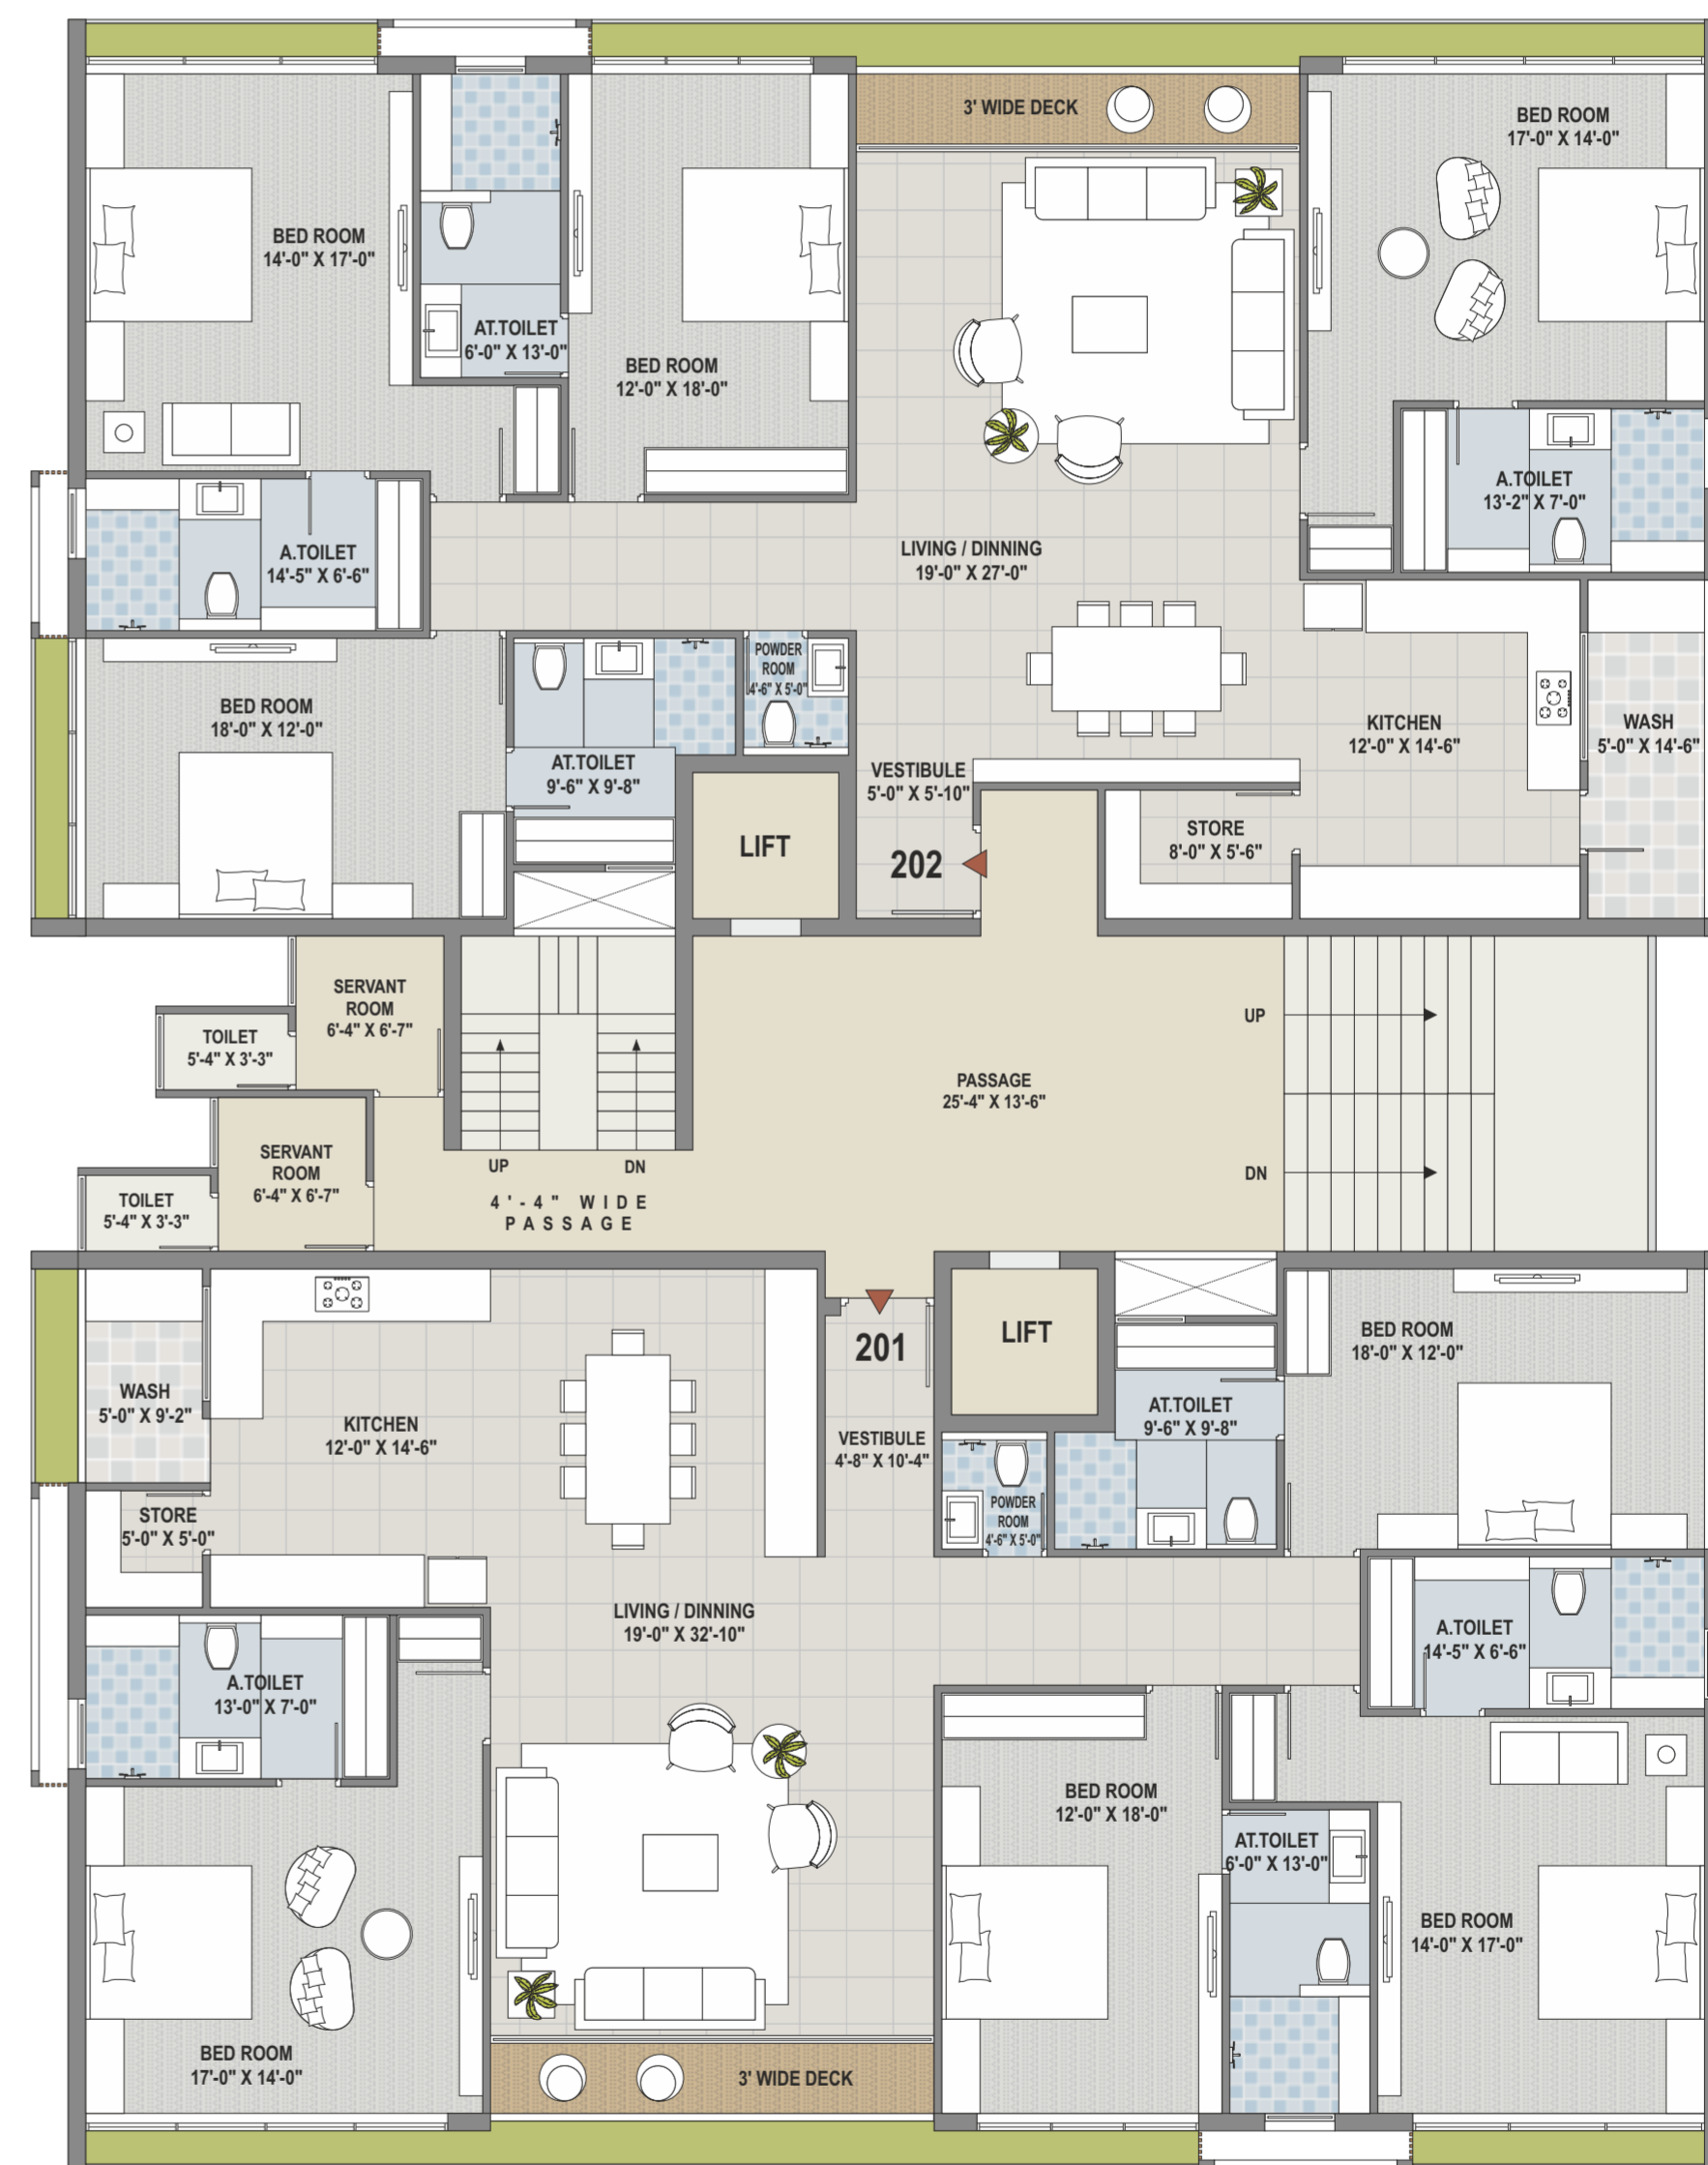 3' WIDE DECK
BED ROOM
17'-0" X 14'-0"
BED ROOM
14'-0" X 17'-0"
AT.TOILET
6'-0" X 13'-0"
BED ROOM
12'-0" X 18'-0"
A.TOILET
13'-2" X 7'-0"
A.TOILET
14'-5" X 6'-6"
LIVING / DINNING
19'-0" X 27'-0"
POWDER
ROOM
4'-6" X 5'-0"
BED ROOM
18'-0" X 12'-0"
KITCHEN
12'-0" X 14'-6"
WASH
5'-0" X 14'-6"
AT.TOILET
9'-6" X 9'-8"
VESTIBULE
5'-0" X 5'-10"
LIFT
STORE
8'-0" X 5'-6"
202
SERVANT
ROOM
6'-4" X 6'-7"
TOILET
5'-4" X 3'-3"
UP
PASSAGE
25'-4" X 13'-6"
SERVANT
ROOM
6'-4" X 6'-7"
UP
DN
DN
TOILET
5'-4" X 3'-3"
4'-4" WIDE
PASSAGE
201
LIFT
BED ROOM
18'-0" X 12'-0"
WASH
5'-0" X 9'-2"
KITCHEN
12'-0" X 14'-6"
AT.TOILET
9'-6" X 9'-8"
VESTIBULE
4'-8" X 10'-4"
STORE
5'-0" X 5'-0"
POWDER
ROOM
4'-6" X 5'-0"
LIVING / DINNING
19'-0" X 32'-10"
A.TOILET
14'-5" X 6'-6"
A.TOILET
13'-0" X 7'-0"
BED ROOM
12'-0" X 18'-0"
AT.TOILET
6'-0" X 13'-0"
BED ROOM
14'-0" X 17'-0"
BED ROOM
17'-0" X 14'-0"
3' WIDE DECK